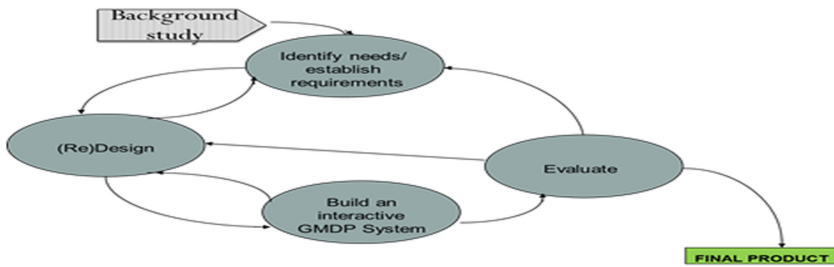 Background
study
Identify needs/
establish
requirements
(Re)Design
Evaluate
Build an
interactive
GMDP System
FINAL PRODUCT